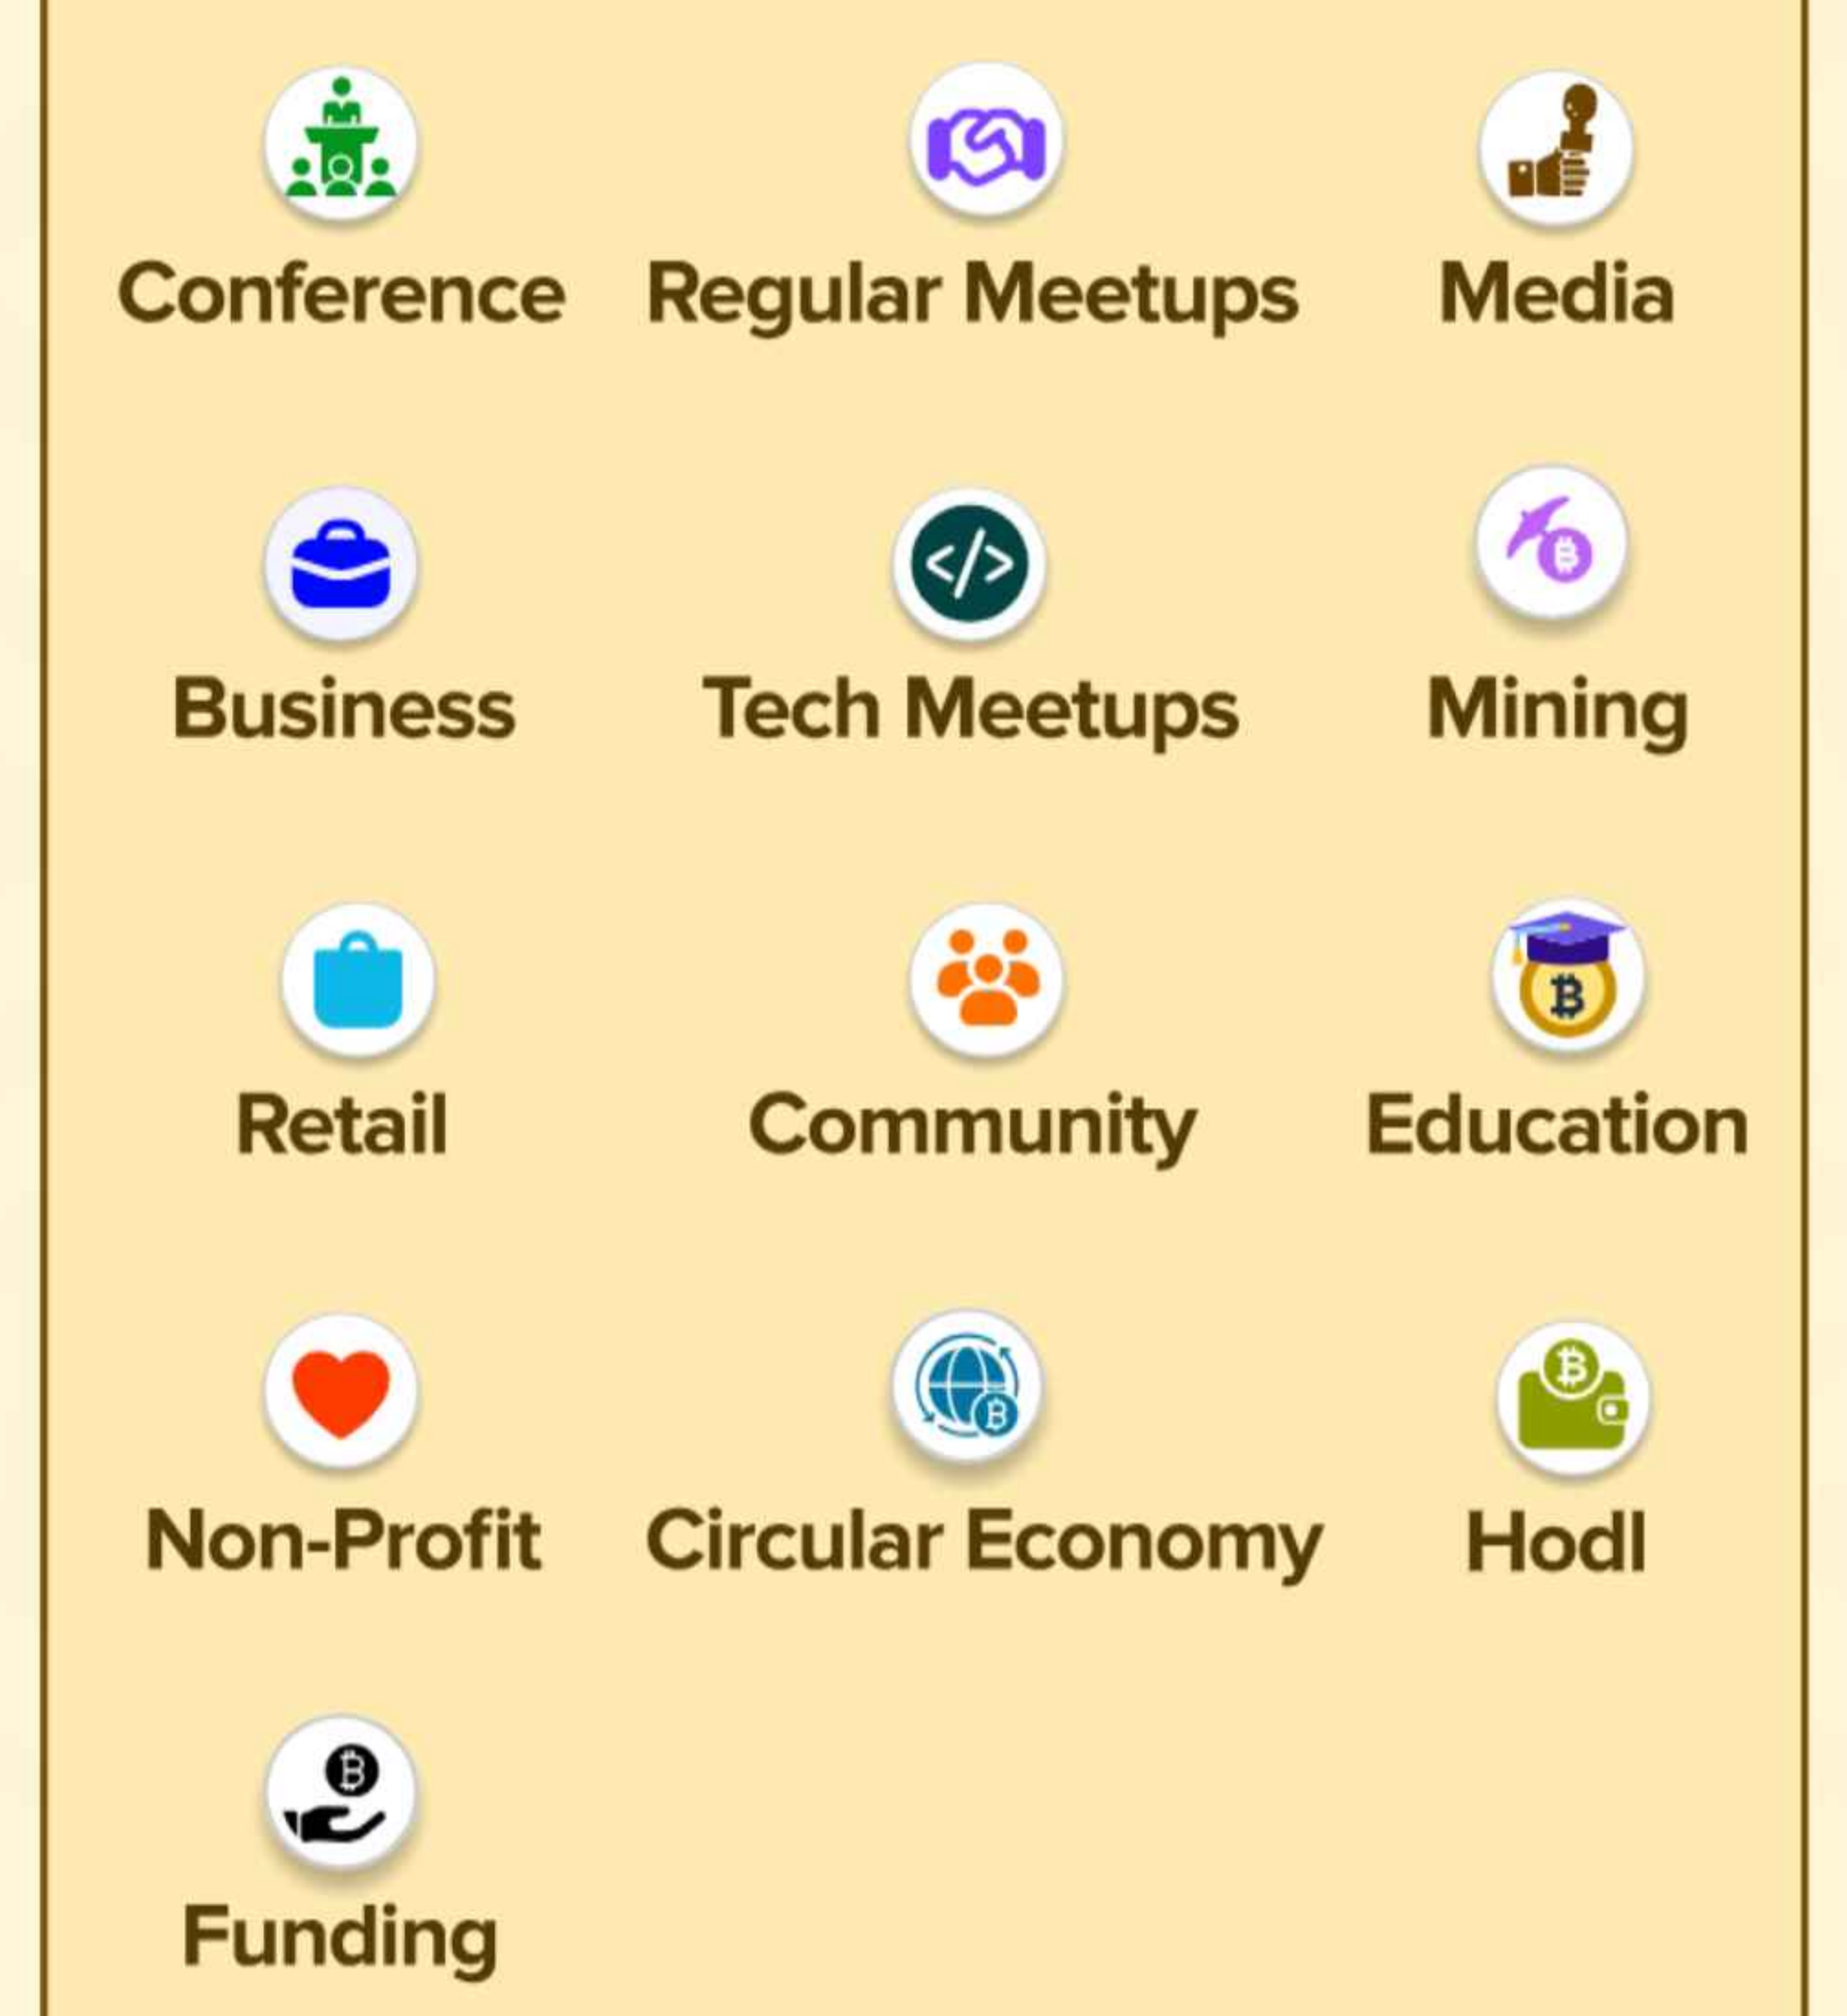 Conference
Regular Meetups
Media
Business
Tech Meetups
Mining
Retail
Community
Education
Non-Profit
Circular Economy
Hodl
Funding